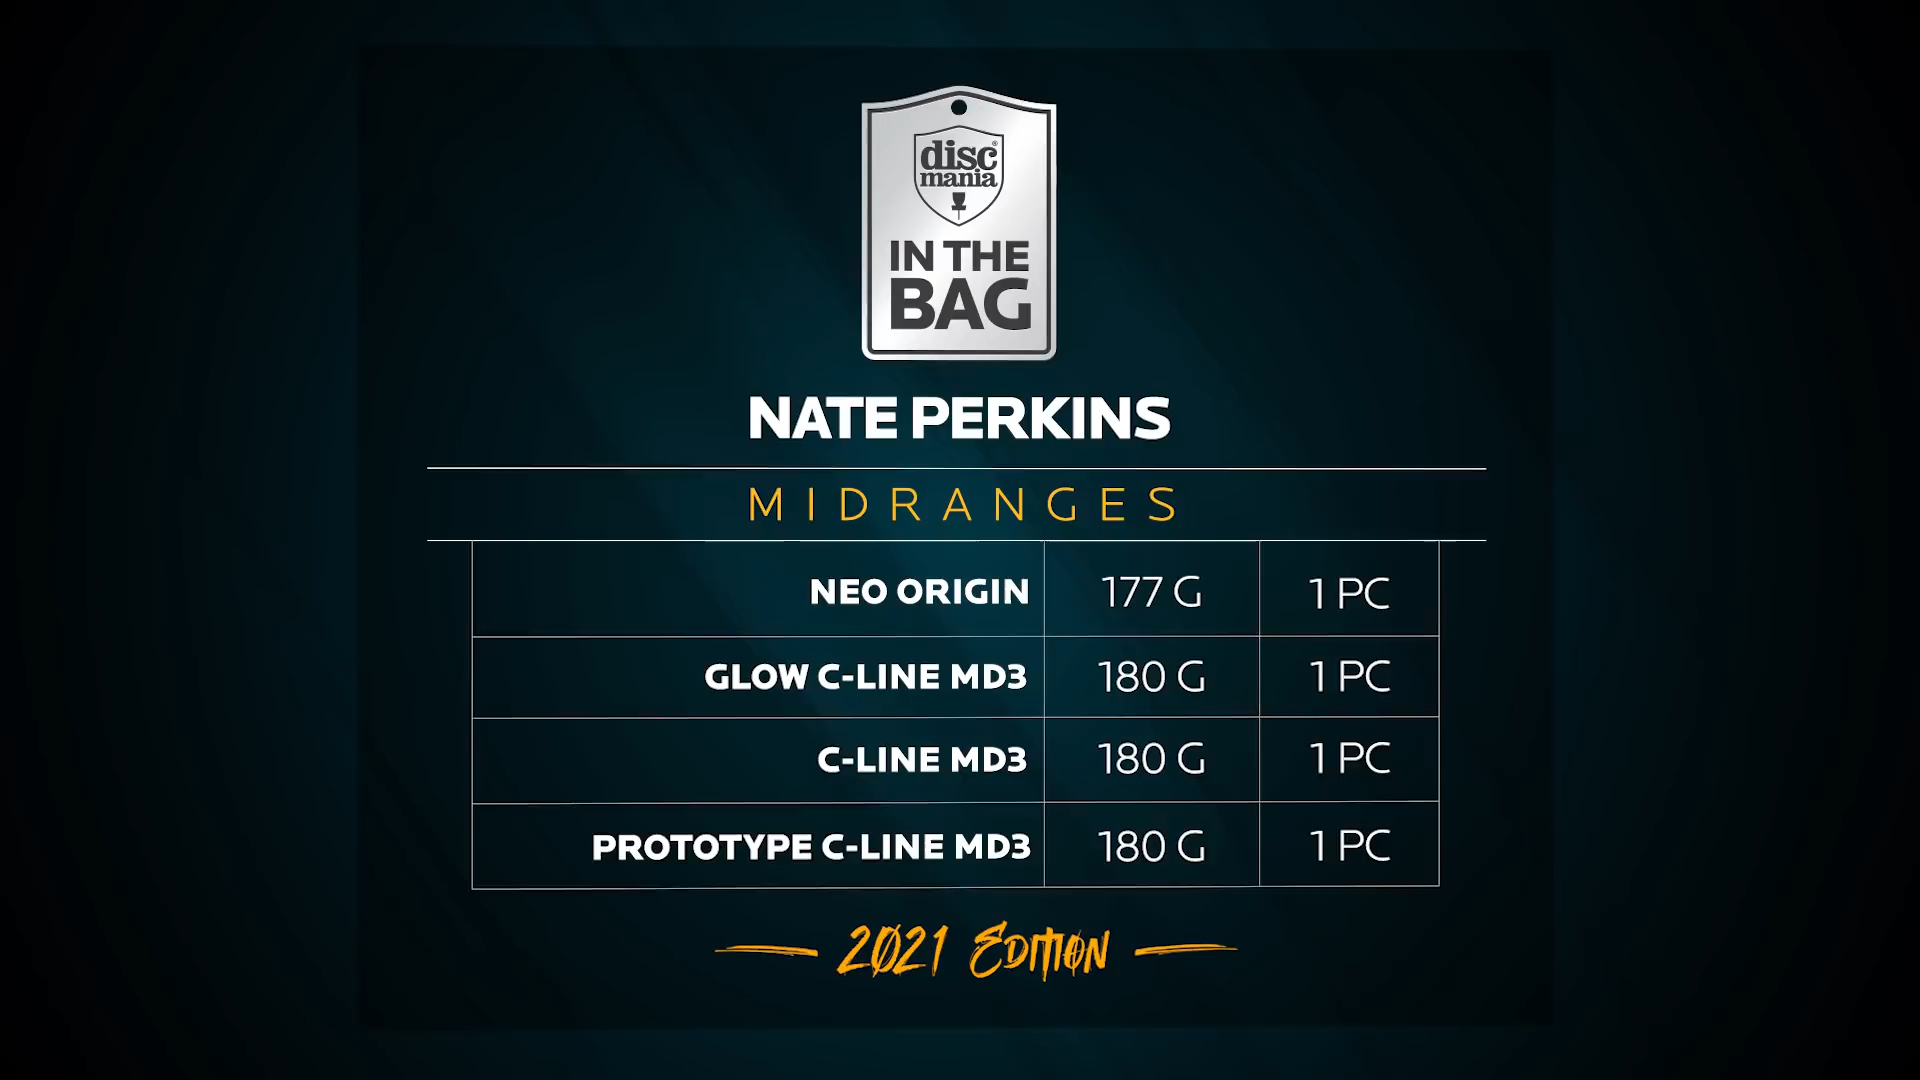 disc®
mania
IN THE
BAG
NATE PERKINS
MIDRANGES
NEO ORIGIN 177 G 1 PC
GLOW C-LINE MD3 180 G 1 PC
C-LINE MD3 180 G 1 PC
PROTOTYPE C-LINE MD3 180 G 1 PC
2021 EDITION